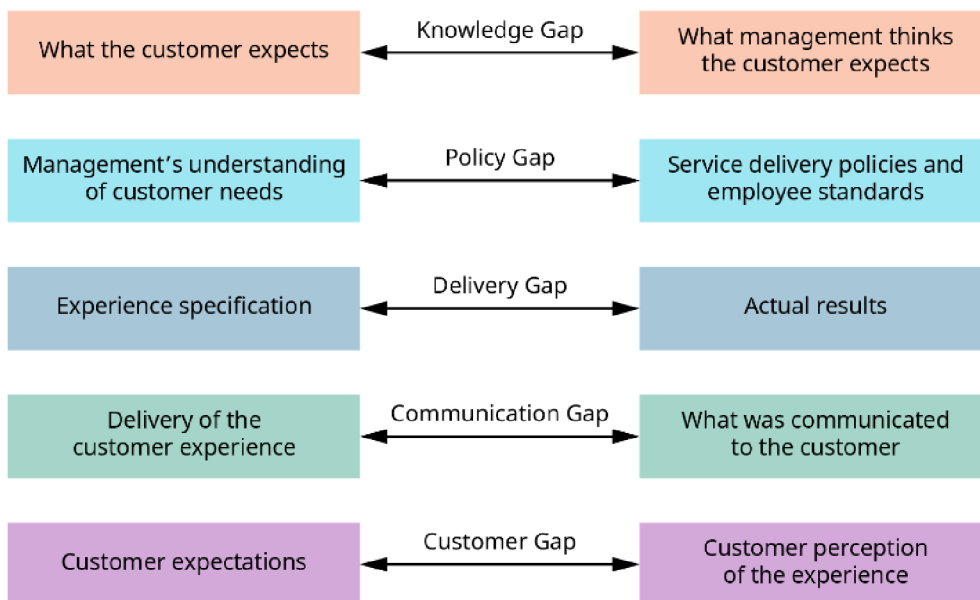 What the customer expects
Knowledge Gap
What management thinks
the customer expects
Management’s understanding
of customer needs
Policy Gap
Service delivery policies and
employee standards
Experience specification
Delivery Gap
Actual results
Delivery of the
customer experience
Communication Gap
What was communicated
to the customer
Customer expectations
Customer Gap
Customer perception
of the experience